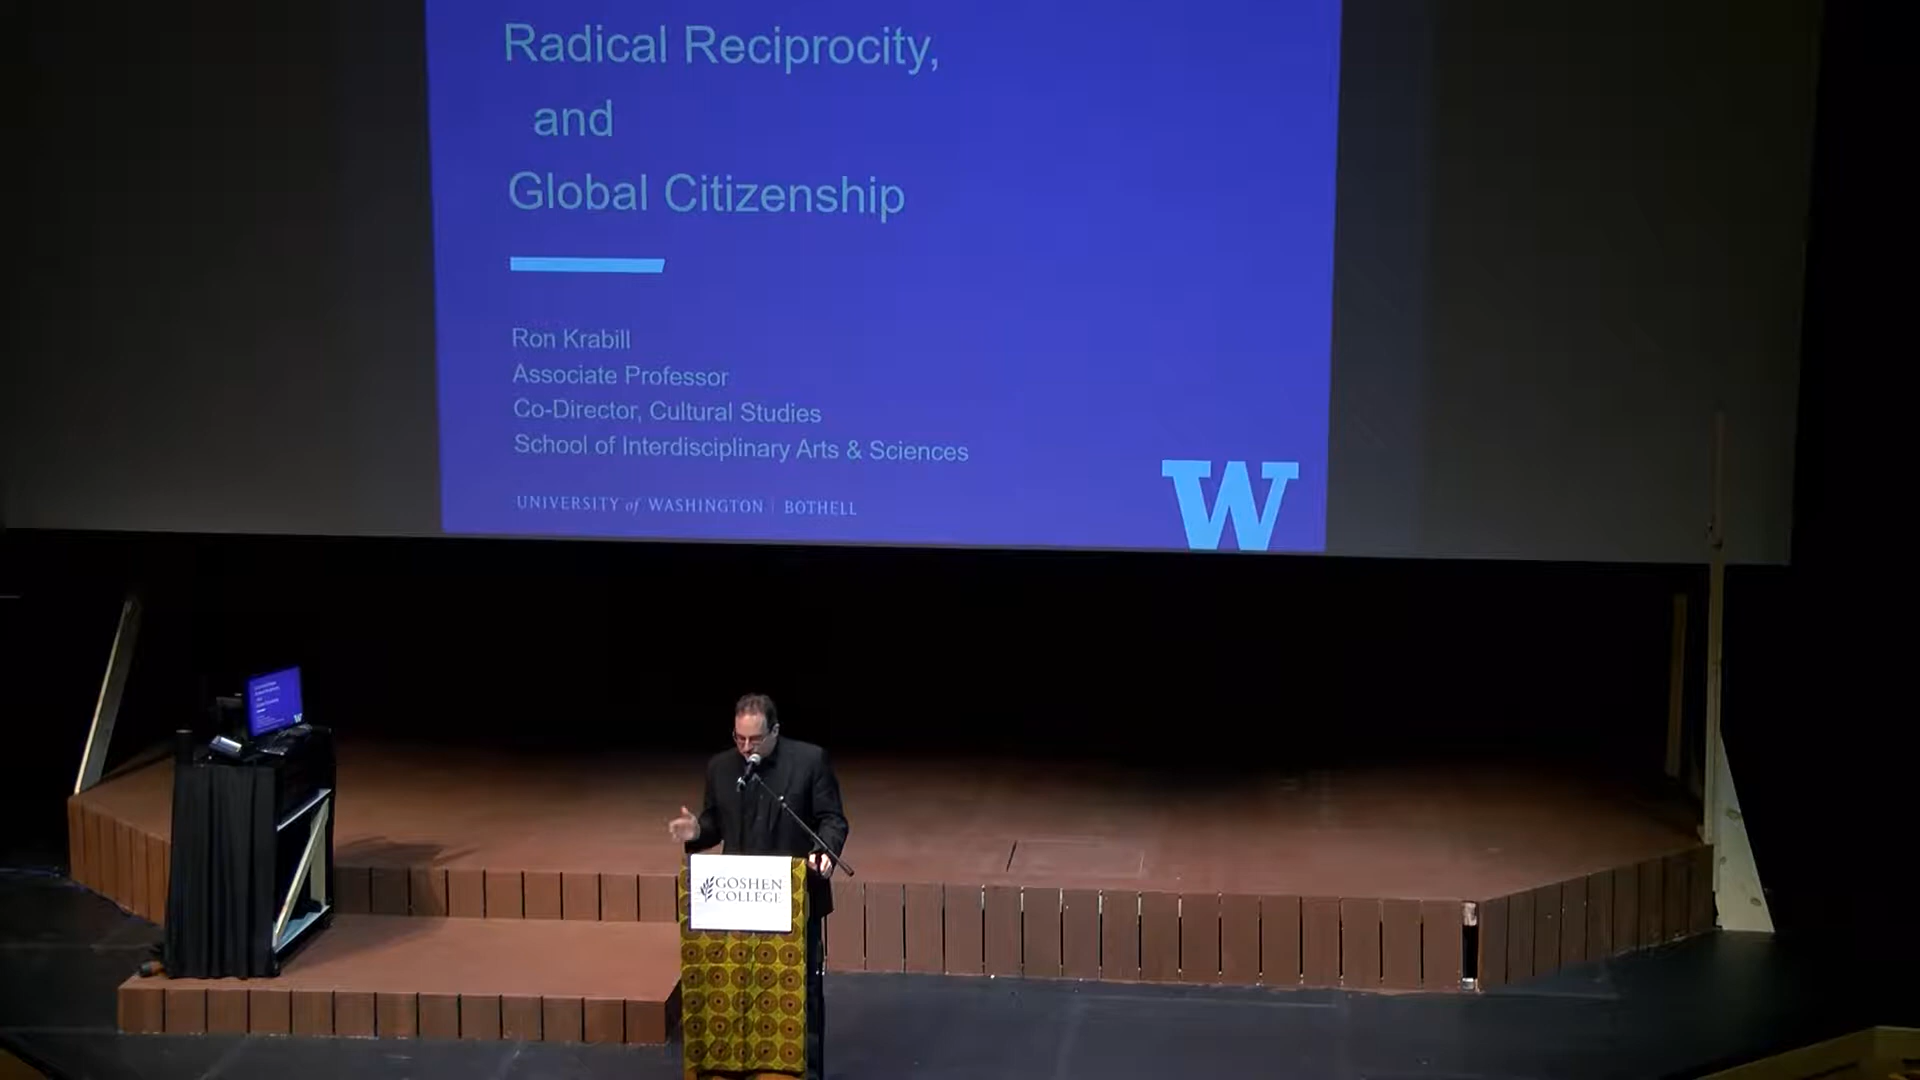 Radical Reciprocity,
and
Global Citizenship
Ron Krabill
Associate Professor
Co-Director, Cultural Studies
School of Interdisciplinary Arts & Sciences
UNIVERSITY of WASHINGTON | BOTHELL
W
GOSHEN
COLLEGE